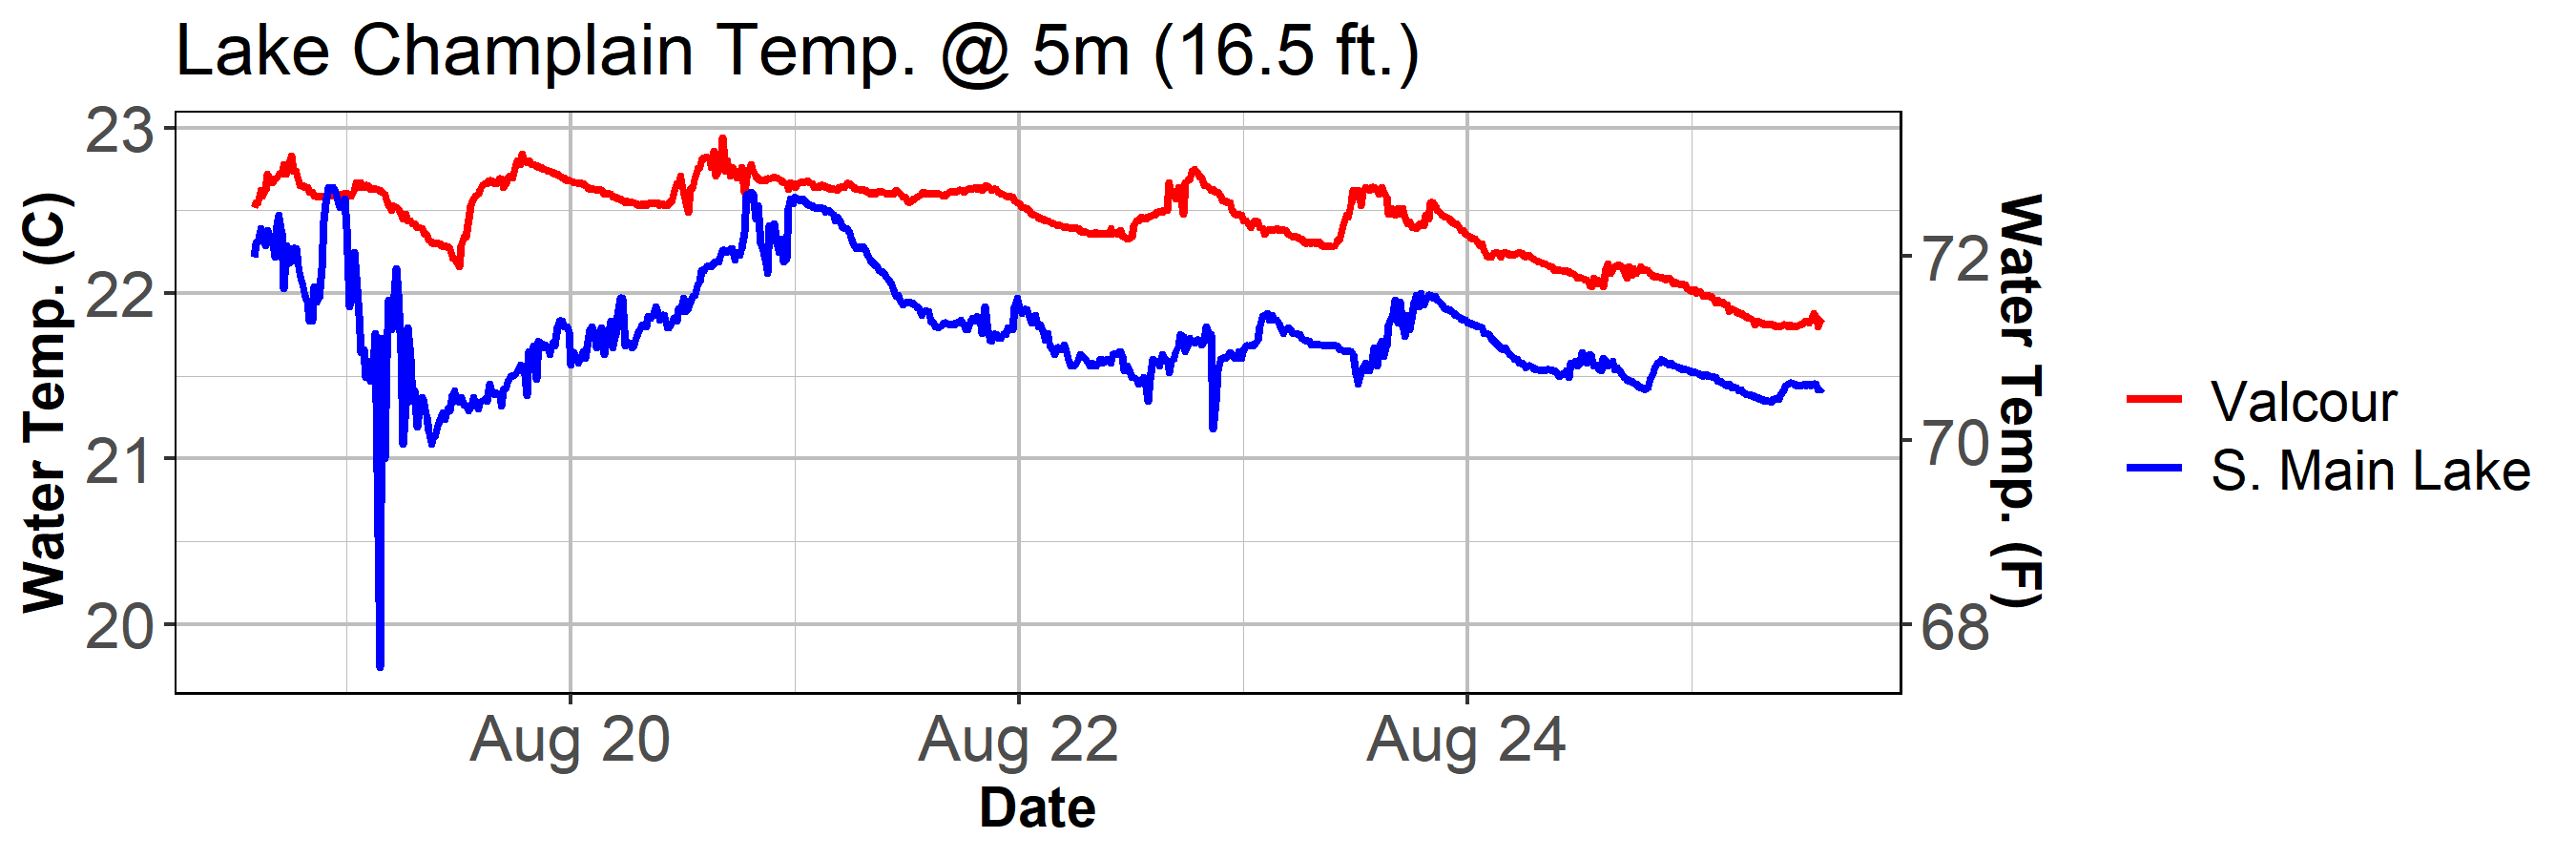 Lake Champlain Temp. @ 5m (16.5 ft.)
Water Temp. (C)
23
22
21
20
72
70
68
Water Temp. (F)
Aug 20
Aug 22
Aug 24
Date
Valcour
S. Main Lake